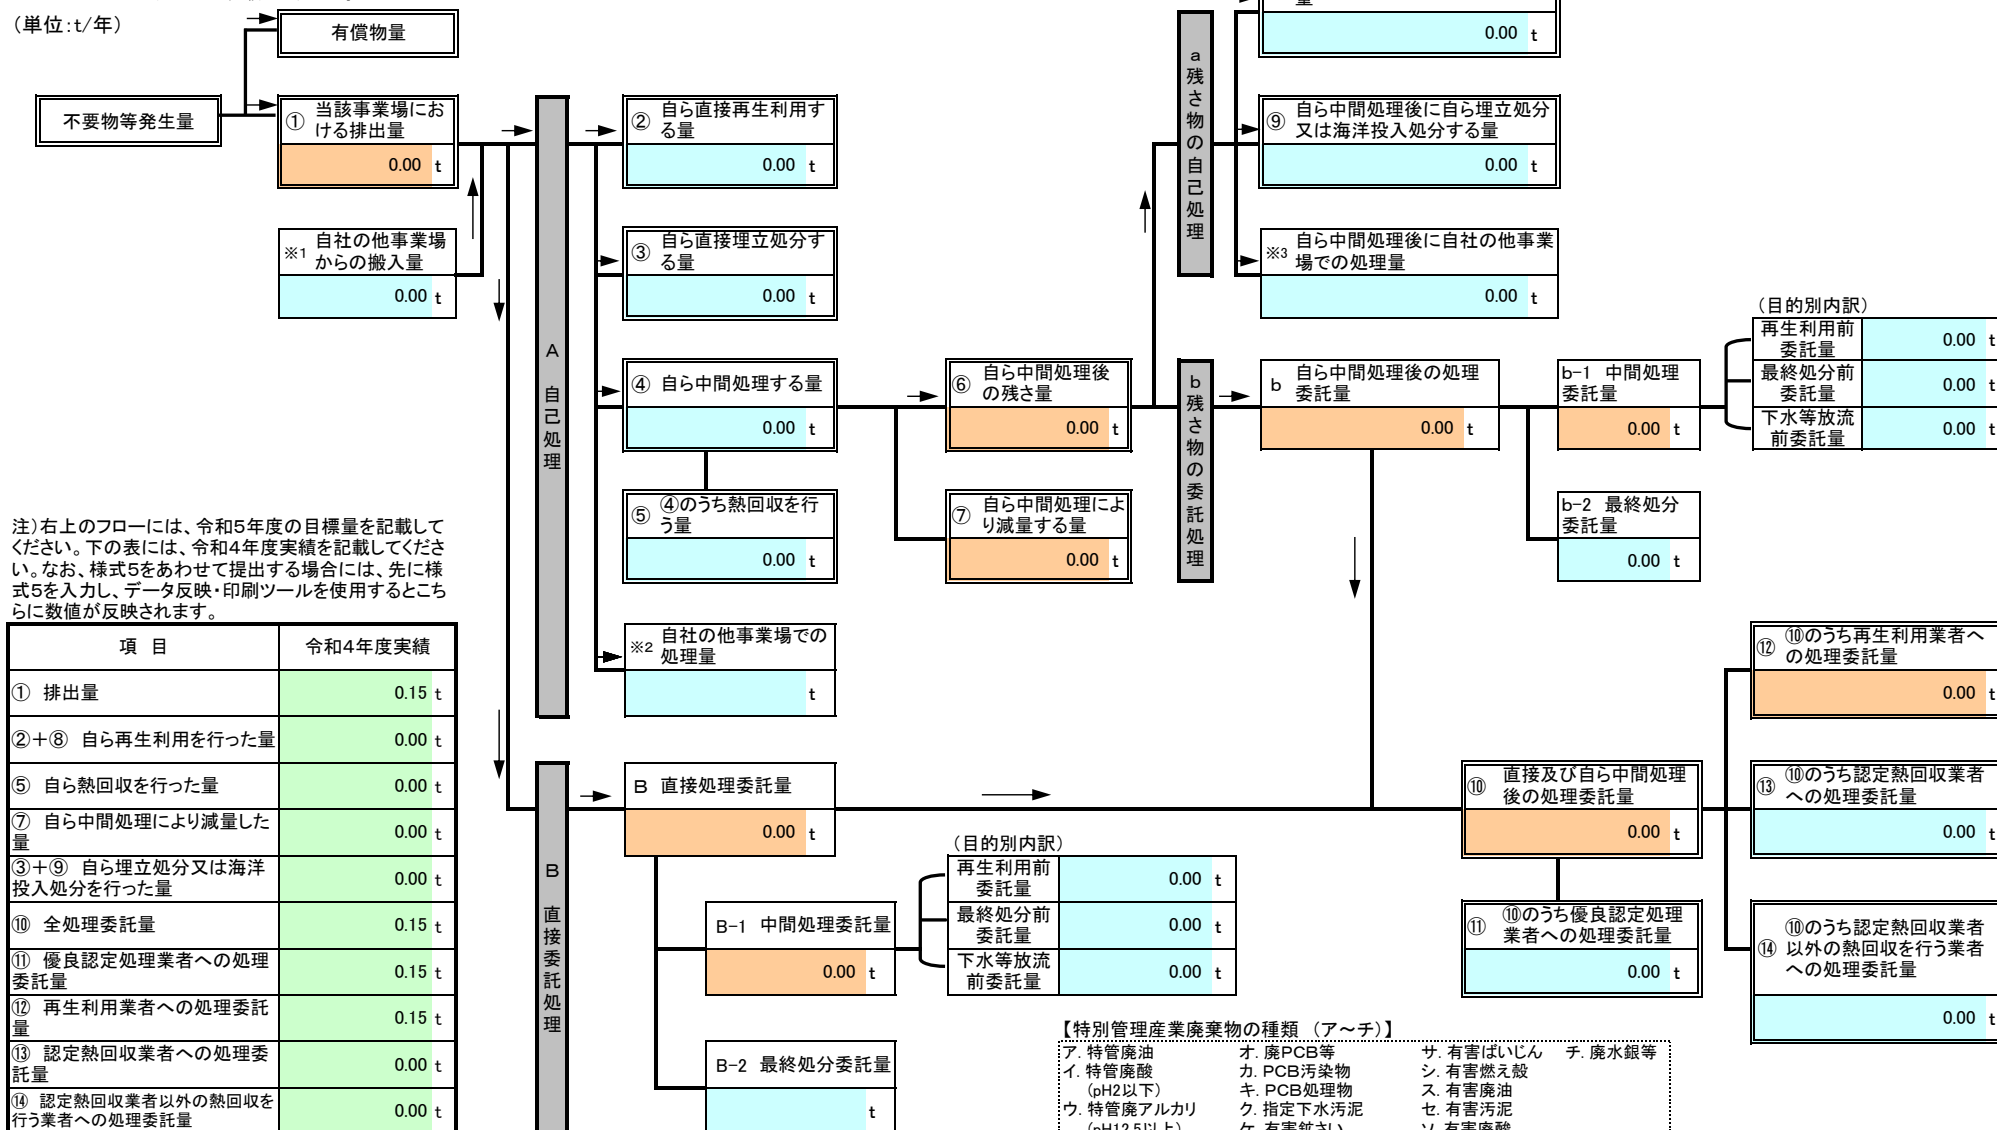 （単位:t/年）
有償物量
不要物等発生量
① 当該事業場にお
ける排出量
0.00 t
※1 自社の他事業場
からの搬入量
0.00 t
A 自己処理
② 自ら直接再生利用す
る量
0.00 t
③ 自ら直接埋立処分す
る量
0.00 t
④ 自ら中間処理する量
0.00 t
⑤ ④のうち熱回収を行
う量
0.00 t
⑥ 自ら中間処理後
の残さ量
0.00 t
⑦ 自ら中間処理によ
り減量する量
0.00 t
※2 自社の他事業場での
処理量
t
a 残さ物の自己処理
量
0.00 t
⑨ 自ら中間処理後に自ら埋立処分
又は海洋投入処分する量
0.00 t
※3 自ら中間処理後に自社の他事業
場での処理量
0.00 t
b 残さ物の委託処理
b 自ら中間処理後の処理
委託量
0.00 t
b-1 中間処理
委託量
0.00 t
（目的別内訳）
再生利用前
委託量
0.00 t
最終処分前
委託量
0.00 t
下水等放流
前委託量
0.00 t
b-2 最終処分
委託量
0.00 t
注）右上のフローには、令和5年度の目標量を記載して
ください。下の表には、令和4年度実績を記載してくださ
い。なお、様式5をあわせて提出する場合には、先に様
式5を入力し、データ反映・印刷ツールを使用するとこち
らに数値が反映されます。
項 目 令和4年度実績
① 排出量 0.15 t
②＋⑧ 自ら再生利用を行った量 0.00 t
⑤ 自ら熱回収を行った量 0.00 t
⑦ 自ら中間処理により減量した
量 0.00 t
③＋⑨ 自ら埋立処分又は海洋
投入処分を行った量 0.00 t
⑩ 全処理委託量 0.15 t
⑪ 優良認定処理業者への処理
委託量 0.15 t
⑫ 再生利用業者への処理委託
量 0.15 t
⑬ 認定熱回収業者への処理委
託量 0.00 t
⑭ 認定熱回収業者以外の熱回収を
行う業者への処理委託量 0.00 t
B 直接委託処理
B 直接処理委託量
0.00 t
B-1 中間処理委託量
0.00 t
（目的別内訳）
再生利用前
委託量
0.00 t
最終処分前
委託量
0.00 t
下水等放流
前委託量
0.00 t
B-2 最終処分委託量
t
⑩ 直接及び自ら中間処理
後の処理委託量
0.00 t
⑪ ⑩のうち優良認定処理
業者への処理委託量
0.00 t
⑫ ⑩のうち再生利用業者へ
の処理委託量
0.00 t
⑬ ⑩のうち認定熱回収業者
への処理委託量
0.00 t
⑭ ⑩のうち認定熱回収業者
以外の熱回収を行う業者
への処理委託量
0.00 t
【特別管理産業廃棄物の種類 （ア～チ）】
ア. 特管廃油 オ. 廃PCB等 サ. 有害ばいじん チ. 廃水銀等
イ. 特管廃酸 カ. PCB汚染物 シ. 有害燃え殻
（pH2以下） キ. PCB処理物 ス. 有害廃油
ウ. 特管廃アルカリ ク. 指定下水汚泥 セ. 有害汚泥
（pH12.5以上） ケ. 有害鉱さい ソ. 有害廃酸